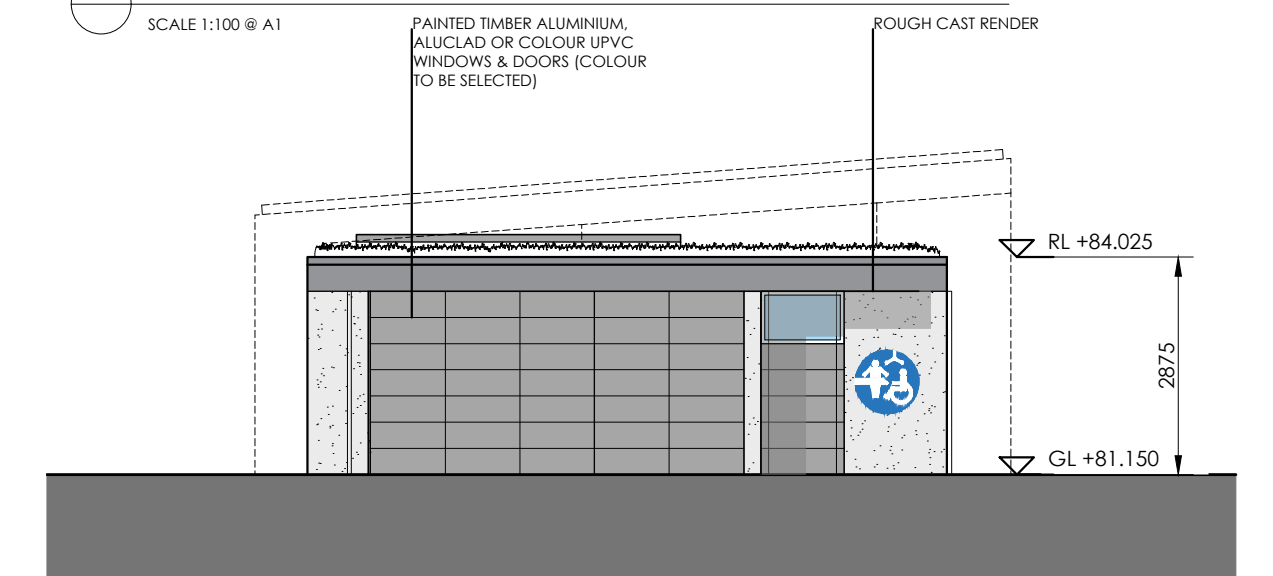 SCALE 1:100 @ A1
PAINTED TIMBER ALUMINIUM,
ALUCLAD OR COLOUR UPVC
WINDOWS & DOORS (COLOUR
TO BE SELECTED)
ROUGH CAST RENDER
RL +84.025
2875
GL +81.150